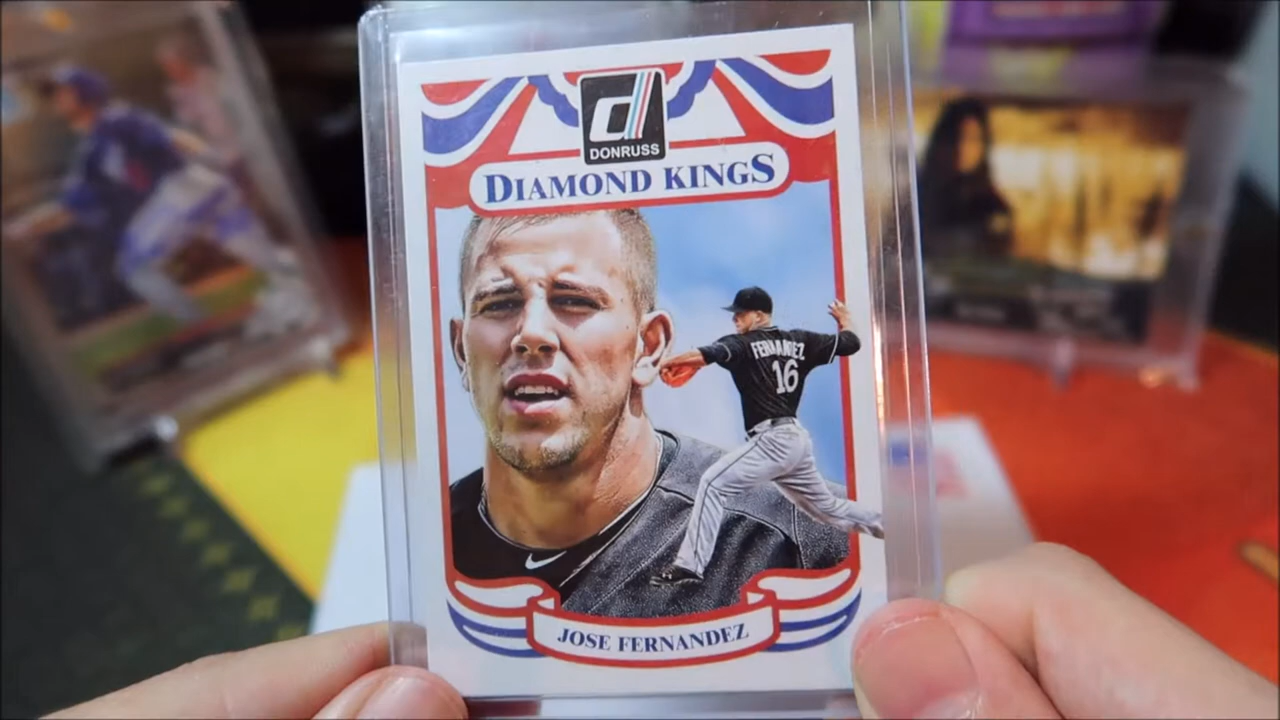 d
DONRUSS
DIAMOND KINGS
FERNANDEZ
16
JOSE FERNANDEZ